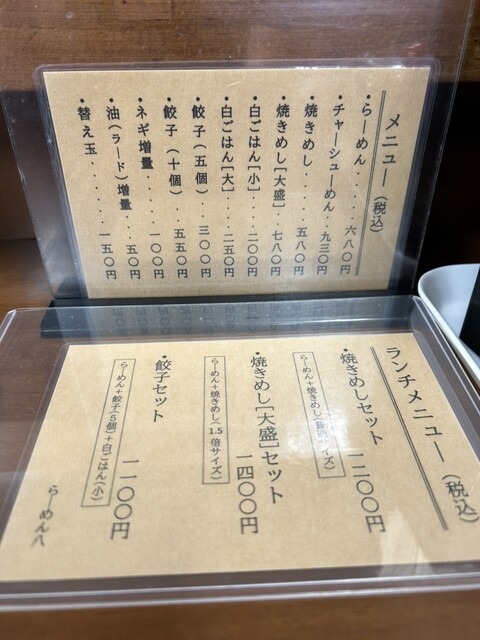 メニュー(税込)
・らーめん.....六八〇円
・チャーシューめん..九三〇円
・焼きめし.....五八〇円
・焼きめし[大盛]..七八〇円
・白ごはん[小]...二〇〇円
・白ごはん[大]...二五〇円
・餃子(五個)...三〇〇円
・餃子(十個)...五五〇円
・ネギ増量.....一〇〇円
・油(ラード)増量...五〇円
・替え玉......一五〇円
ランチメニュー(税込)
・焼きめしセット 一二〇〇円
らーめん+焼きめし(普通サイズ)
・焼きめし[大盛]セット 一四〇〇円
らーめん+焼きめし(1.5倍サイズ)
・餃子セット 一一〇〇円
らーめん+餃子(5個)+白ごはん(小)
らーめん八